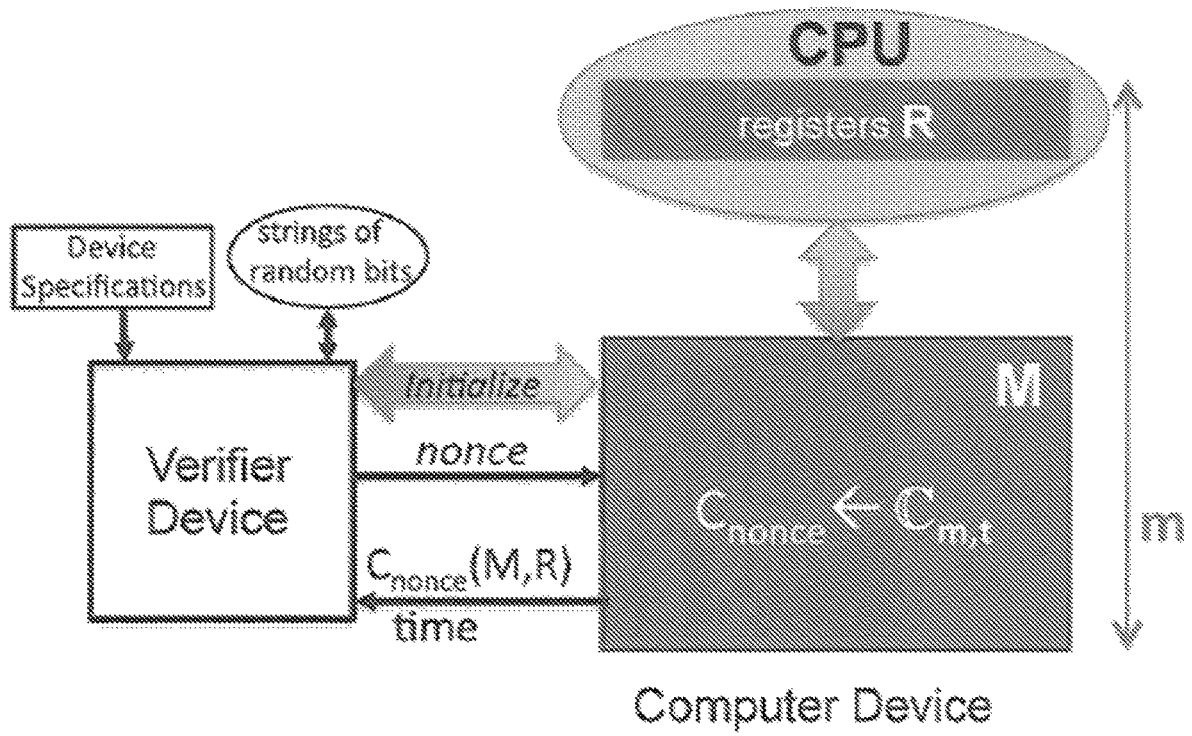 CPU
registers R
Device
Specifications
strings of
random bits
Initialize
M
Verifier
Device
nonce
Cnonce ← Cm,t
m
Cnonce(M,R)
time
Computer Device